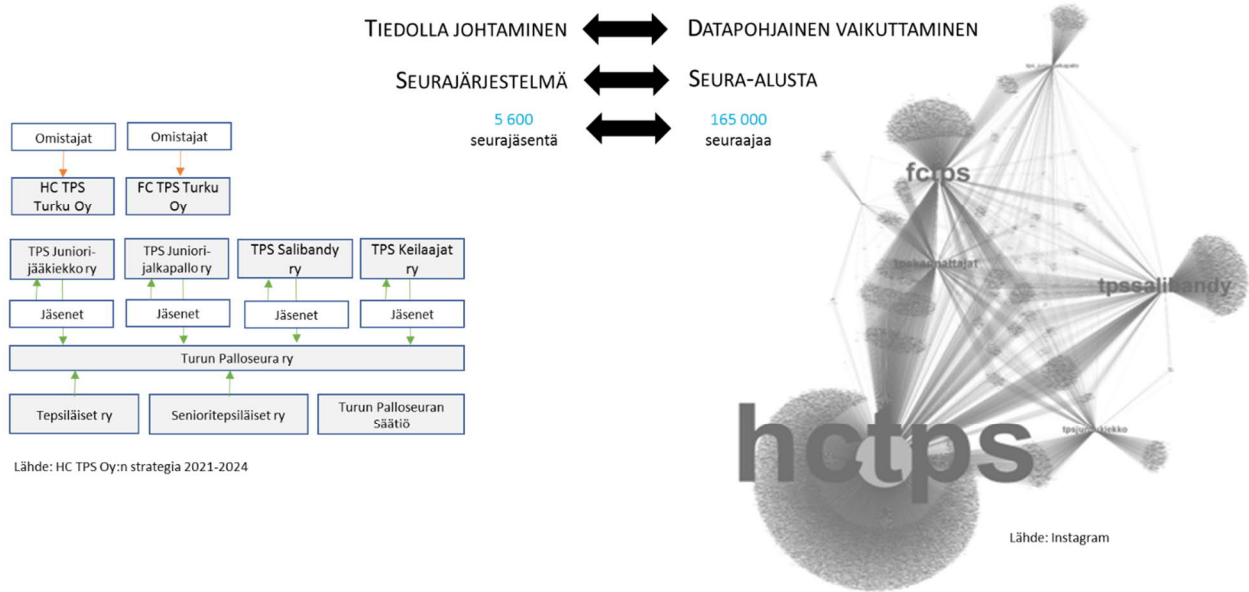 TIEDOLLA JOHTAMINEN
DATAPOHJAINEN VAIKUTTAMINEN
SEURAJÄRJESTELMÄ
SEURA-ALUSTA
5 600
seurajäsentä
165 000
seuraajaa
Omistajat
Omistajat
HC TPS
Turku Oy
FC TPS Turku
Oy
TPS Juniori-
jääkiekko ry
TPS Juniori-
jalkapallo ry
TPS Salibandy
ry
TPS Keilaajat
ry
Jäsenet
Jäsenet
Jäsenet
Jäsenet
Turun Palloseura ry
Tepsiläiset ry
Senioritepsiläiset ry
Turun Palloseuran
Säätiö
Lähde: HC TPS Oy:n strategia 2021-2024
fctps
tpskannattajat
tpssalibandy
hctps
Lähde: Instagram